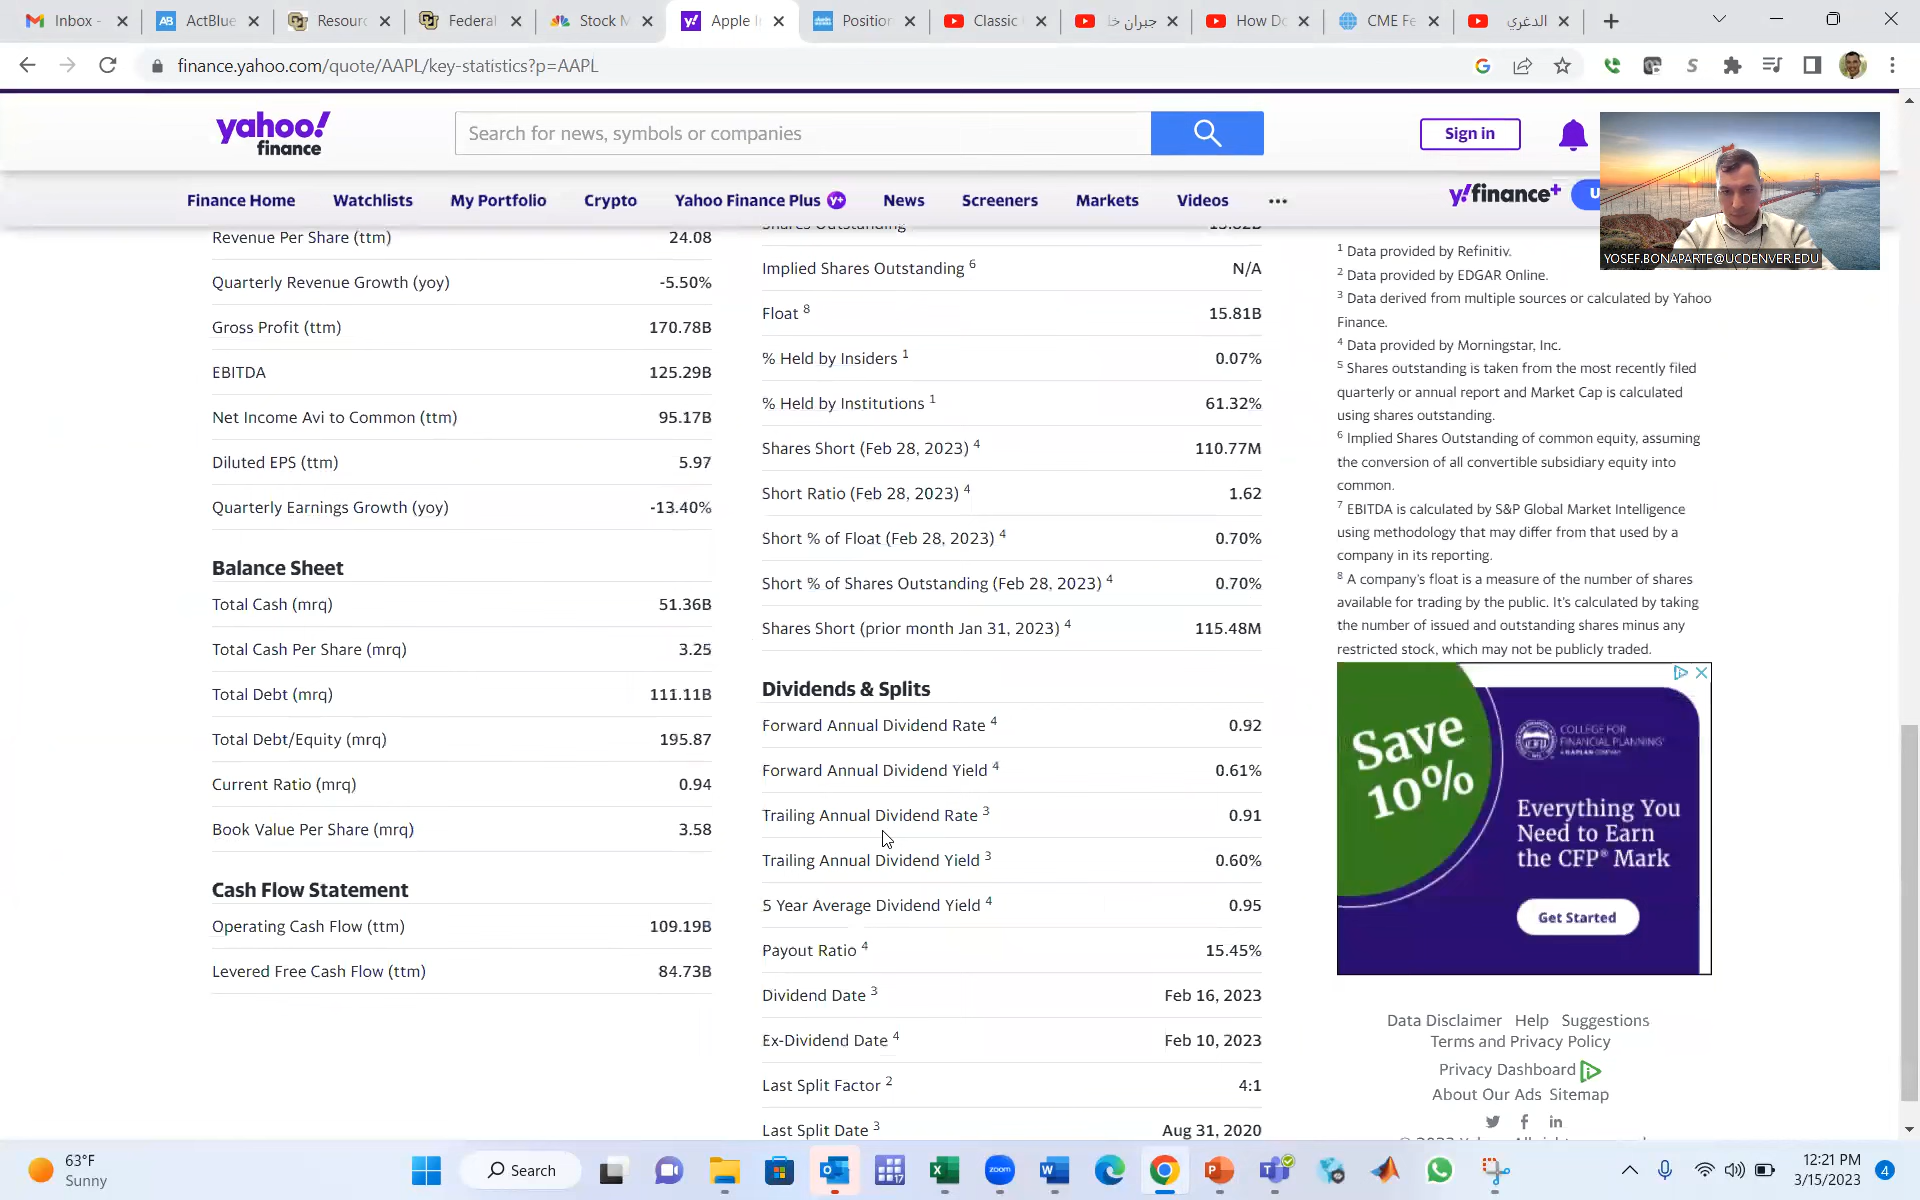 Inbox -
ActBlue
Resourc
Federal
Stock M
Apple I
Position
Classic
جبران خا
How Do
CME Fe
الدغري
finance.yahoo.com/quote/AAPL/key-statistics?p=AAPL
yahoo!
finance
Search for news, symbols or companies
Sign in
Finance Home
Watchlists
My Portfolio
Crypto
Yahoo Finance Plus
News
Screeners
Markets
Videos
...
y!finance+
YOSEF.BONAPARTE@UCDENVER.EDU
Revenue Per Share (ttm) 24.08
Quarterly Revenue Growth (yoy) -5.50%
Gross Profit (ttm) 170.78B
EBITDA 125.29B
Net Income Avi to Common (ttm) 95.17B
Diluted EPS (ttm) 5.97
Quarterly Earnings Growth (yoy) -13.40%
Balance Sheet
Total Cash (mrq) 51.36B
Total Cash Per Share (mrq) 3.25
Total Debt (mrq) 111.11B
Total Debt/Equity (mrq) 195.87
Current Ratio (mrq) 0.94
Book Value Per Share (mrq) 3.58
Cash Flow Statement
Operating Cash Flow (ttm) 109.19B
Levered Free Cash Flow (ttm) 84.73B
Shares Outstanding
Implied Shares Outstanding 6 N/A
Float 8 15.81B
% Held by Insiders 1 0.07%
% Held by Institutions 1 61.32%
Shares Short (Feb 28, 2023) 4 110.77M
Short Ratio (Feb 28, 2023) 4 1.62
Short % of Float (Feb 28, 2023) 4 0.70%
Short % of Shares Outstanding (Feb 28, 2023) 4 0.70%
Shares Short (prior month Jan 31, 2023) 4 115.48M
Dividends & Splits
Forward Annual Dividend Rate 4 0.92
Forward Annual Dividend Yield 4 0.61%
Trailing Annual Dividend Rate 3 0.91
Trailing Annual Dividend Yield 3 0.60%
5 Year Average Dividend Yield 4 0.95
Payout Ratio 4 15.45%
Dividend Date 3 Feb 16, 2023
Ex-Dividend Date 4 Feb 10, 2023
Last Split Factor 2 4:1
Last Split Date 3 Aug 31, 2020
1 Data provided by Refinitiv.
2 Data provided by EDGAR Online.
3 Data derived from multiple sources or calculated by Yahoo
Finance.
4 Data provided by Morningstar, Inc.
5 Shares outstanding is taken from the most recently filed
quarterly or annual report and Market Cap is calculated
using shares outstanding.
6 Implied Shares Outstanding of common equity, assuming
the conversion of all convertible subsidiary equity into
common.
7 EBITDA is calculated by S&P Global Market Intelligence
using methodology that may differ from that used by a
company in its reporting.
8 A company's float is a measure of the number of shares
available for trading by the public. It's calculated by taking
the number of issued and outstanding shares minus any
restricted stock, which may not be publicly traded.
Save
10%
COLLEGE FOR
FINANCIAL PLANNING
Everything You
Need to Earn
the CFP® Mark
Get Started
Data Disclaimer Help Suggestions
Terms and Privacy Policy
Privacy Dashboard
About Our Ads Sitemap
63°F
Sunny
Search
12:21 PM
3/15/2023
4